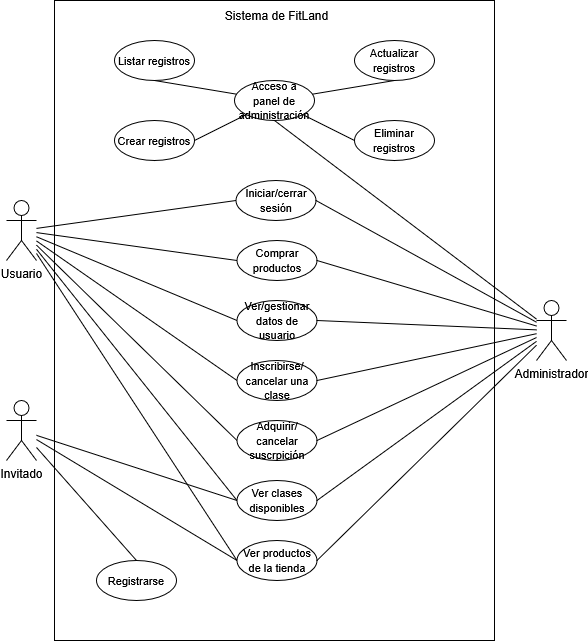 Sistema de FitLand
Listar registros
Actualizar
registros
Acceso a
panel de
administración
Crear registros
Eliminar
registros
Iniciar/cerrar
sesión
Usuario
Comprar
productos
Ver/gestionar
datos de
usuario
Administrador
Inscribirse/
cancelar una
clase
Adquirir/
cancelar
suscrpición
Invitado
Ver clases
disponibles
Ver productos
de la tienda
Registrarse